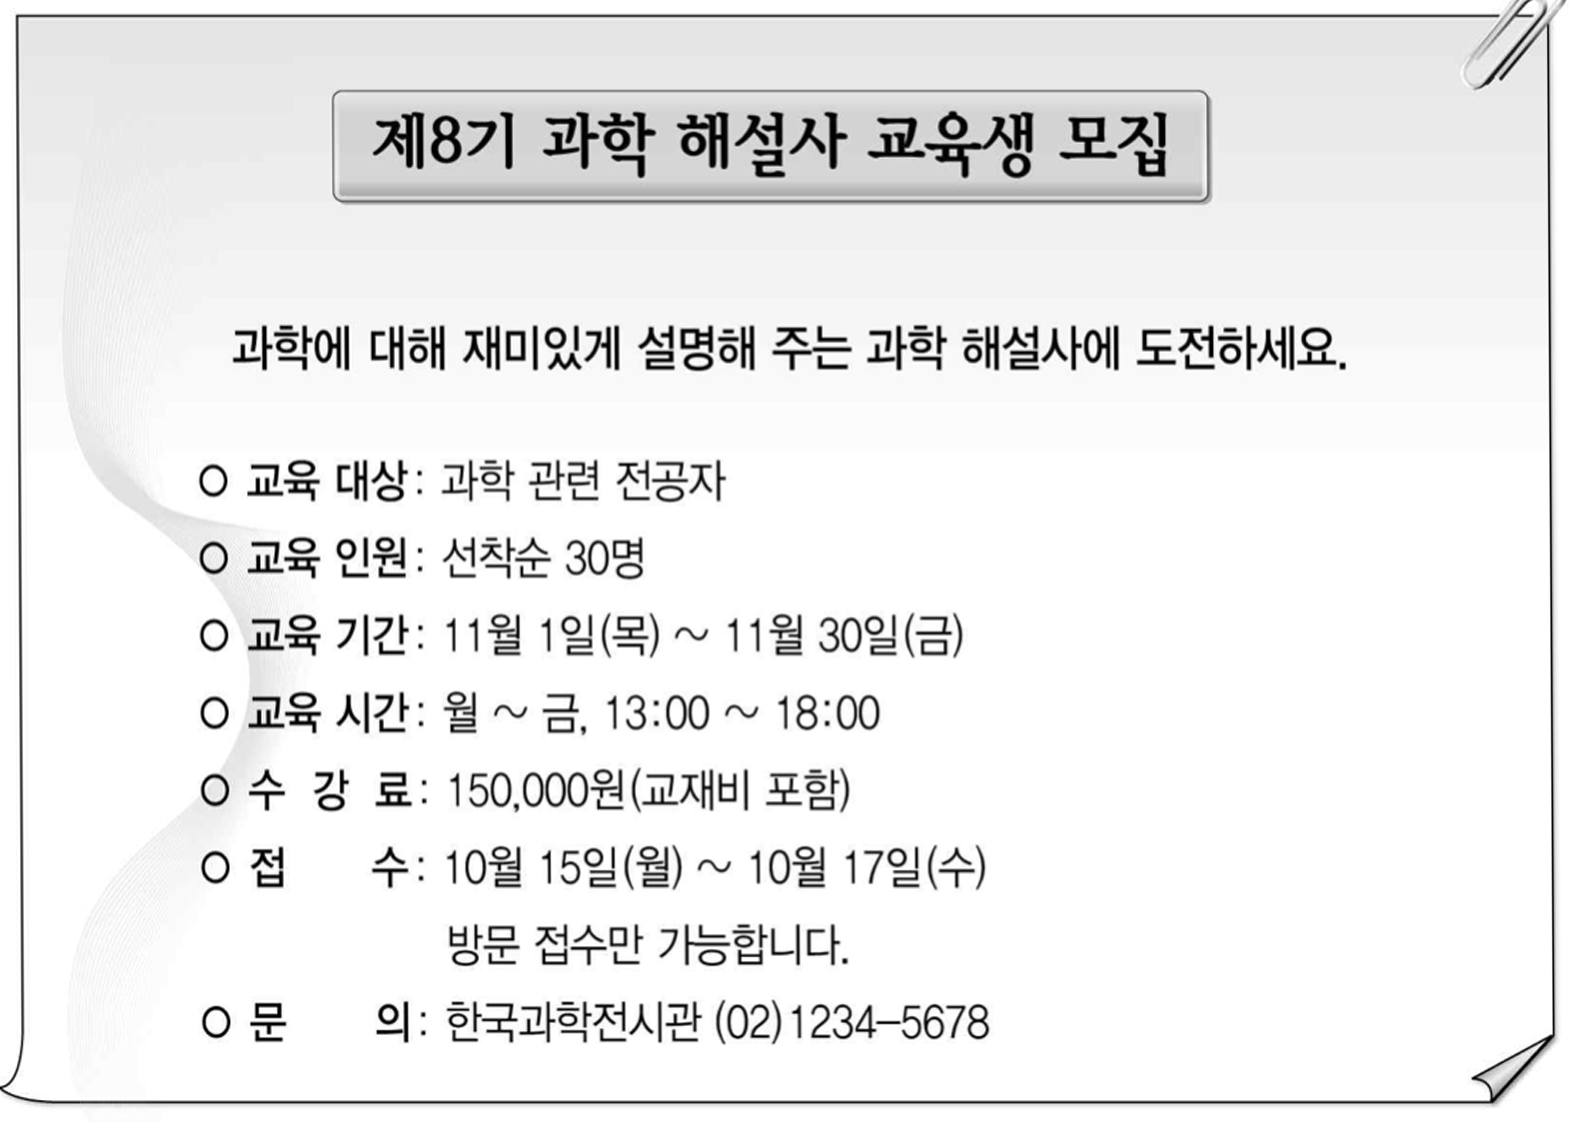 제8기 과학 해설사 교육생 모집
과학에 대해 재미있게 설명해 주는 과학 해설사에 도전하세요.
○ 교육 대상: 과학 관련 전공자
○ 교육 인원: 선착순 30명
○ 교육 기간: 11월 1일(목) ~ 11월 30일(금)
○ 교육 시간: 월 ~ 금, 13:00 ~ 18:00
○ 수 강 료: 150,000원(교재비 포함)
○ 접 수: 10월 15일(월) ~ 10월 17일(수)
방문 접수만 가능합니다.
○ 문 의: 한국과학전시관 (02)1234-5678